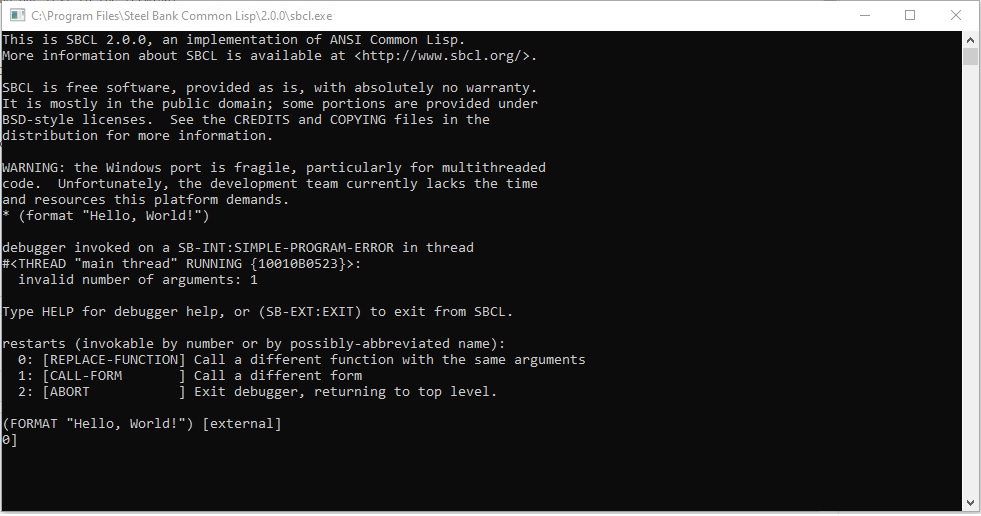 C:\Program Files\Steel Bank Common Lisp\2.0.0\sbcl.exe
This is SBCL 2.0.0, an implementation of ANSI Common Lisp.
More information about SBCL is available at <http://www.sbcl.org/>.
SBCL is free software, provided as is, with absolutely no warranty.
It is mostly in the public domain; some portions are provided under
BSD-style licenses.  See the CREDITS and COPYING files in the
distribution for more information.
WARNING: the Windows port is fragile, particularly for multithreaded
code.  Unfortunately, the development team currently lacks the time
and resources this platform demands.
* (format "Hello, World!")
debugger invoked on a SB-INT:SIMPLE-PROGRAM-ERROR in thread
#<THREAD "main thread" RUNNING {10010B0523}>:
  invalid number of arguments: 1
Type HELP for debugger help, or (SB-EXT:EXIT) to exit from SBCL.
restarts (invokable by number or by possibly-abbreviated name):
  0: [REPLACE-FUNCTION] Call a different function with the same arguments
  1: [CALL-FORM       ] Call a different form
  2: [ABORT           ] Exit debugger, returning to top level.
(FORMAT "Hello, World!") [external]
0]